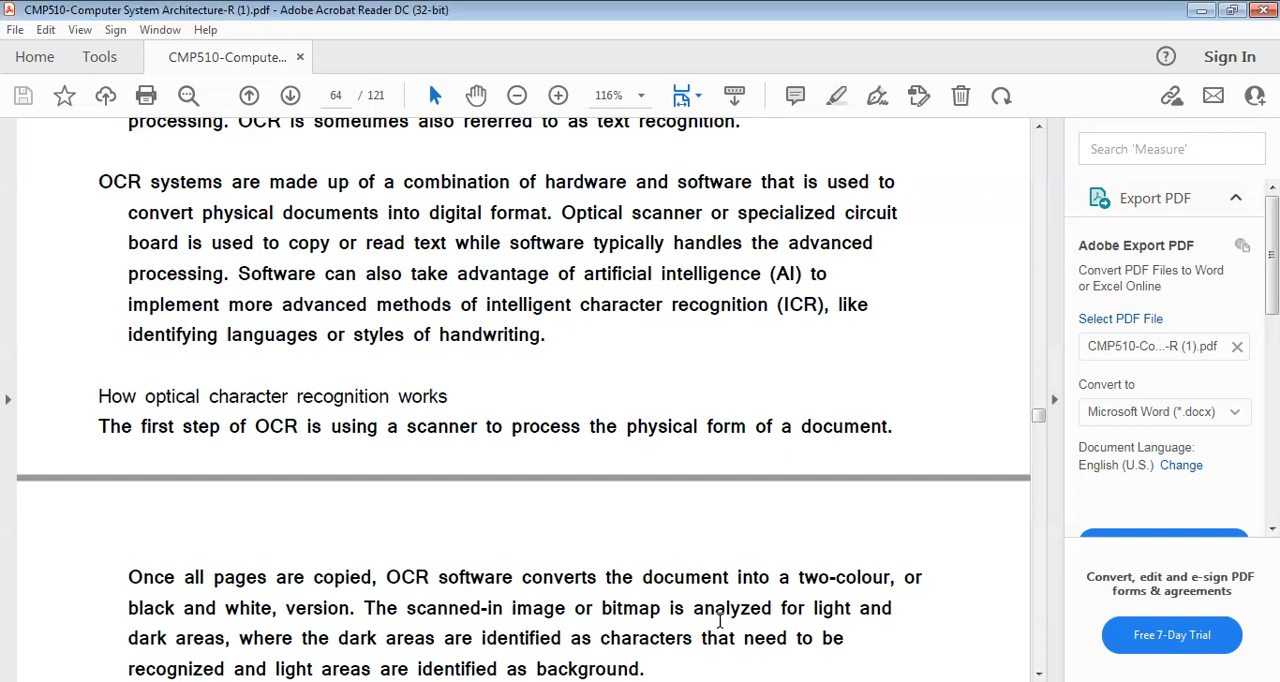 CMP510-Computer System Architecture-R (1).pdf - Adobe Acrobat Reader DC (32-bit)
File Edit View Sign Window Help
Home Tools CMP510-Compute... × Sign In
64 / 121 116%
processing. OCR is sometimes also referred to as text recognition.
OCR systems are made up of a combination of hardware and software that is used to
convert physical documents into digital format. Optical scanner or specialized circuit
board is used to copy or read text while software typically handles the advanced
processing. Software can also take advantage of artificial intelligence (AI) to
implement more advanced methods of intelligent character recognition (ICR), like
identifying languages or styles of handwriting.
How optical character recognition works
The first step of OCR is using a scanner to process the physical form of a document.
Once all pages are copied, OCR software converts the document into a two-colour, or
black and white, version. The scanned-in image or bitmap is analyzed for light and
dark areas, where the dark areas are identified as characters that need to be
recognized and light areas are identified as background.
Search 'Measure'
Export PDF
Adobe Export PDF
Convert PDF Files to Word
or Excel Online
Select PDF File
CMP510-Co...-R (1).pdf
Convert to
Microsoft Word (*.docx)
Document Language:
English (U.S.) Change
Convert, edit and e-sign PDF
forms & agreements
Free 7-Day Trial